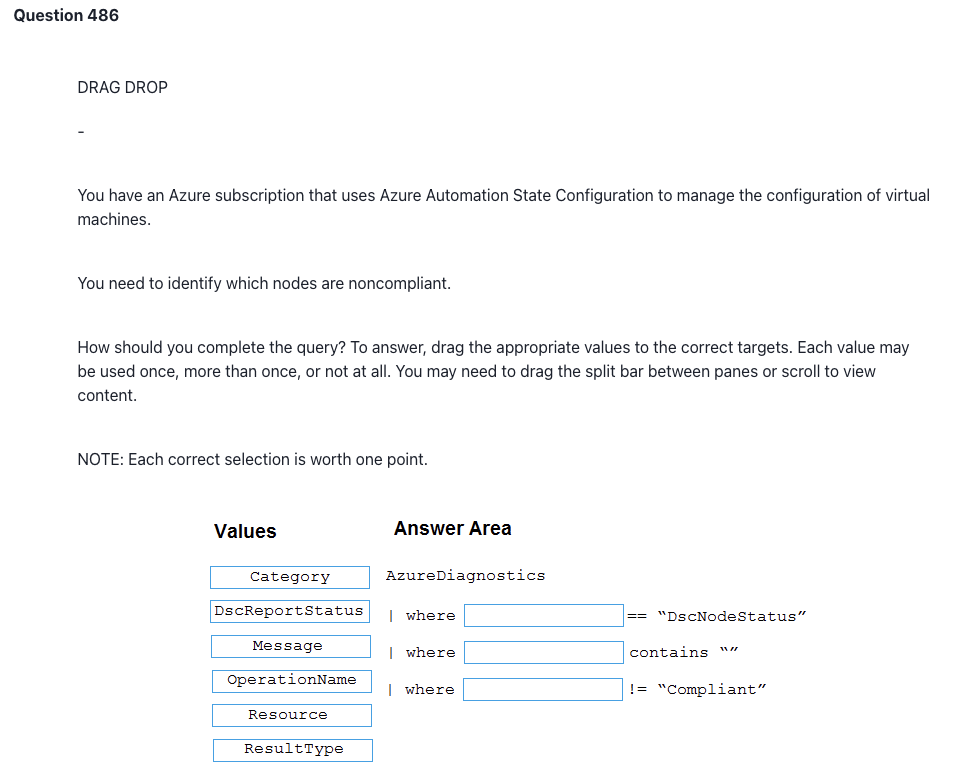 Question 486
DRAG DROP
-
You have an Azure subscription that uses Azure Automation State Configuration to manage the configuration of virtual
machines.
You need to identify which nodes are noncompliant.
How should you complete the query? To answer, drag the appropriate values to the correct targets. Each value may
be used once, more than once, or not at all. You may need to drag the split bar between panes or scroll to view
content.
NOTE: Each correct selection is worth one point.
Values
Category
DscReportStatus
Message
OperationName
Resource
ResultType
Answer Area
AzureDiagnostics
| where == “DscNodeStatus”
| where contains “”
| where != “Compliant”